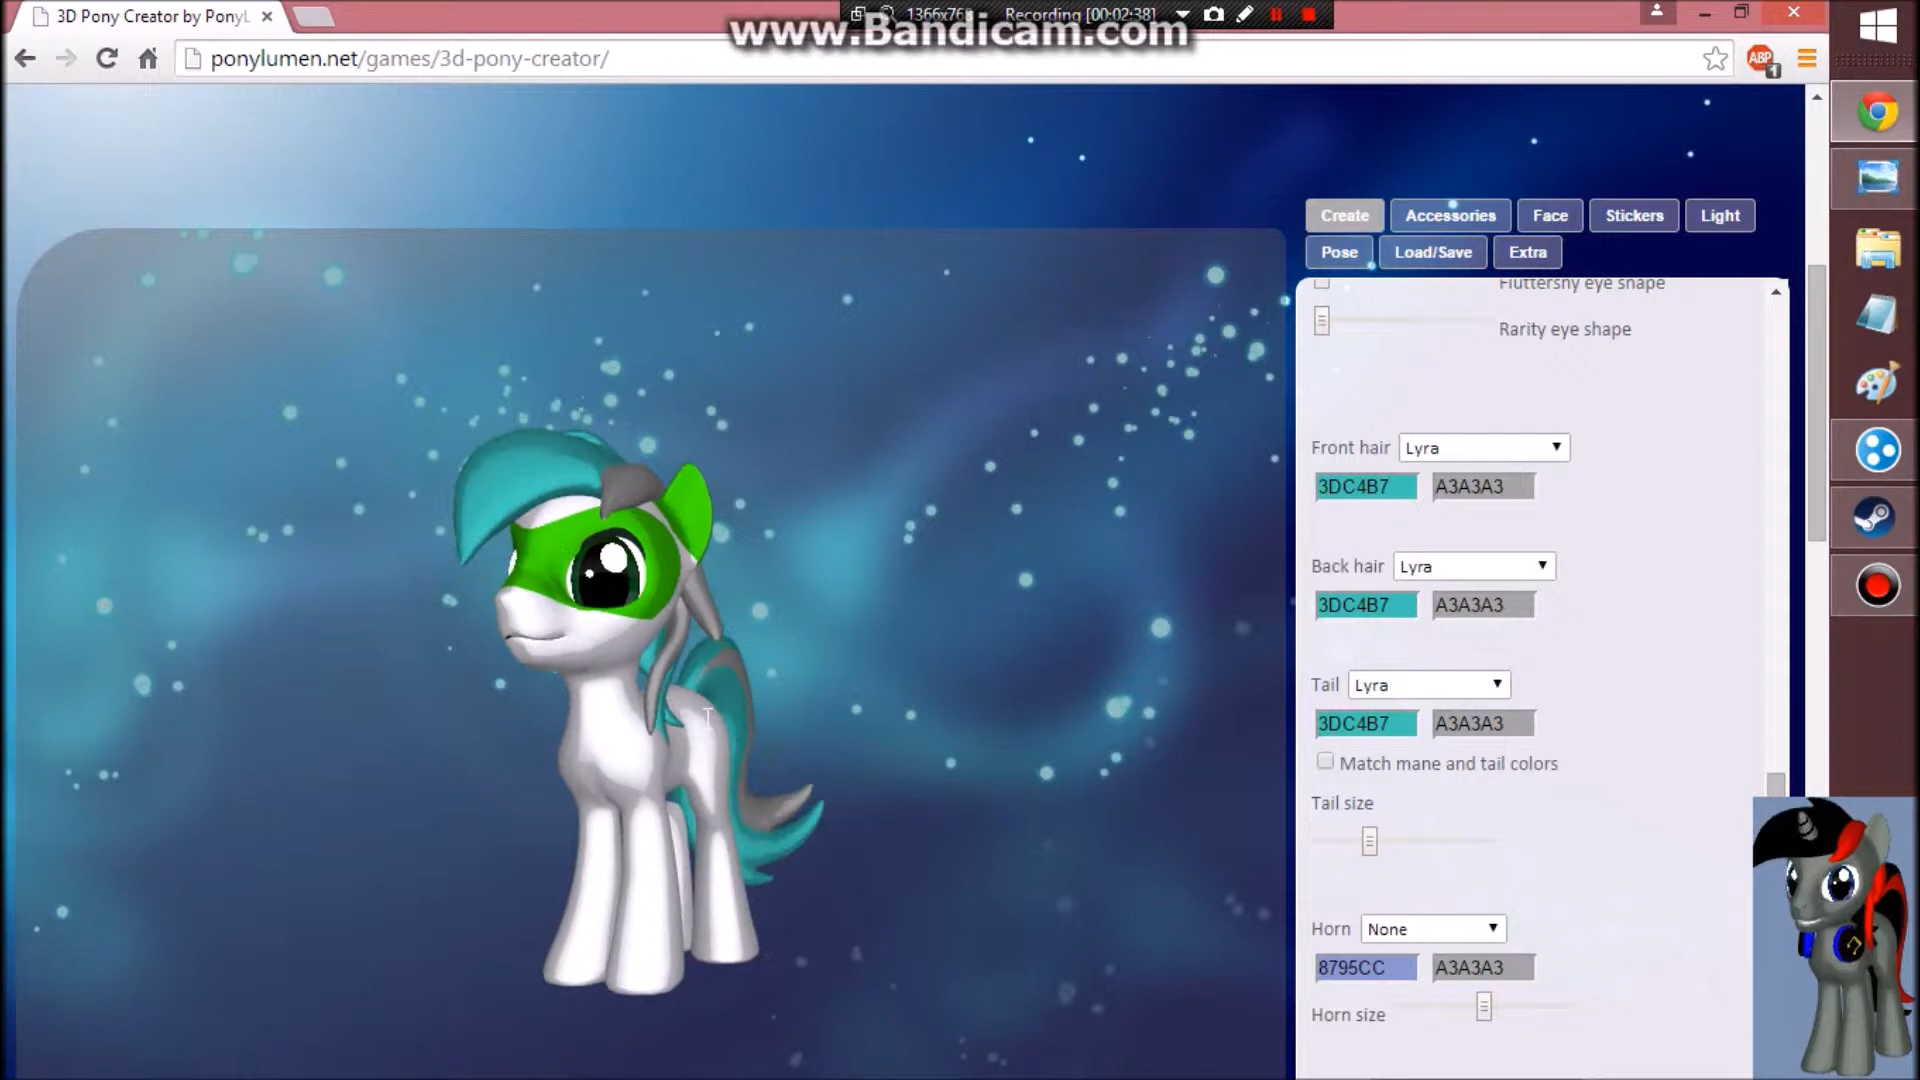 3D Pony Creator by PonyL
1366x768 Recording [00:02:38]
www.Bandicam.com
ponylumen.net/games/3d-pony-creator/
ABP
1
Create Accessories Face Stickers Light
Pose Load/Save Extra
Fluttershy eye shape
Rarity eye shape
Front hair Lyra
3DC4B7 A3A3A3
Back hair Lyra
3DC4B7 A3A3A3
Tail Lyra
3DC4B7 A3A3A3
Match mane and tail colors
Tail size
Horn None
8795CC A3A3A3
Horn size